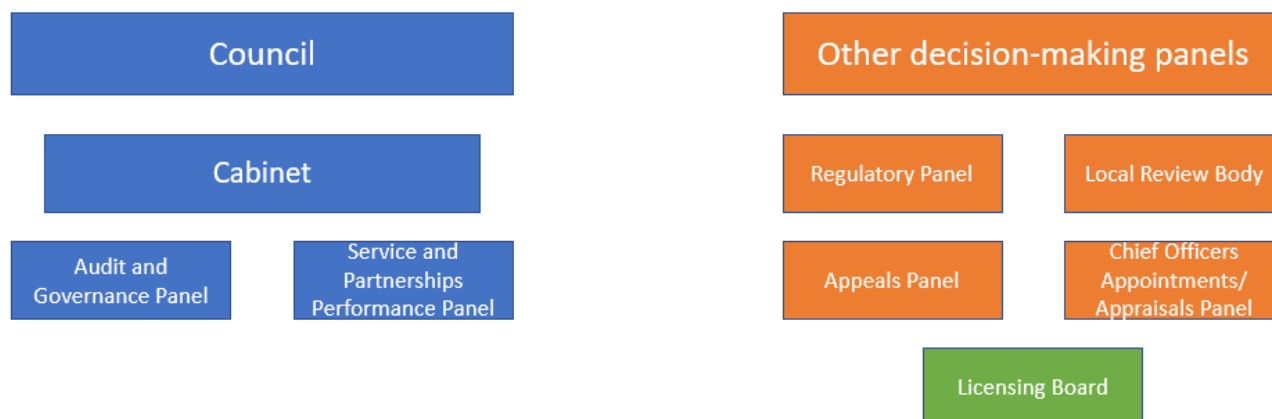 Council
Other decision-making panels
Cabinet
Regulatory Panel
Local Review Body
Audit and
Governance Panel
Service and
Partnerships
Performance Panel
Appeals Panel
Chief Officers
Appointments/
Appraisals Panel
Licensing Board